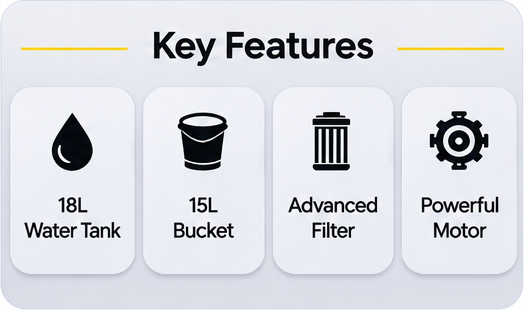 Key Features
18L
Water Tank
15L
Bucket
Advanced
Filter
Powerful
Motor